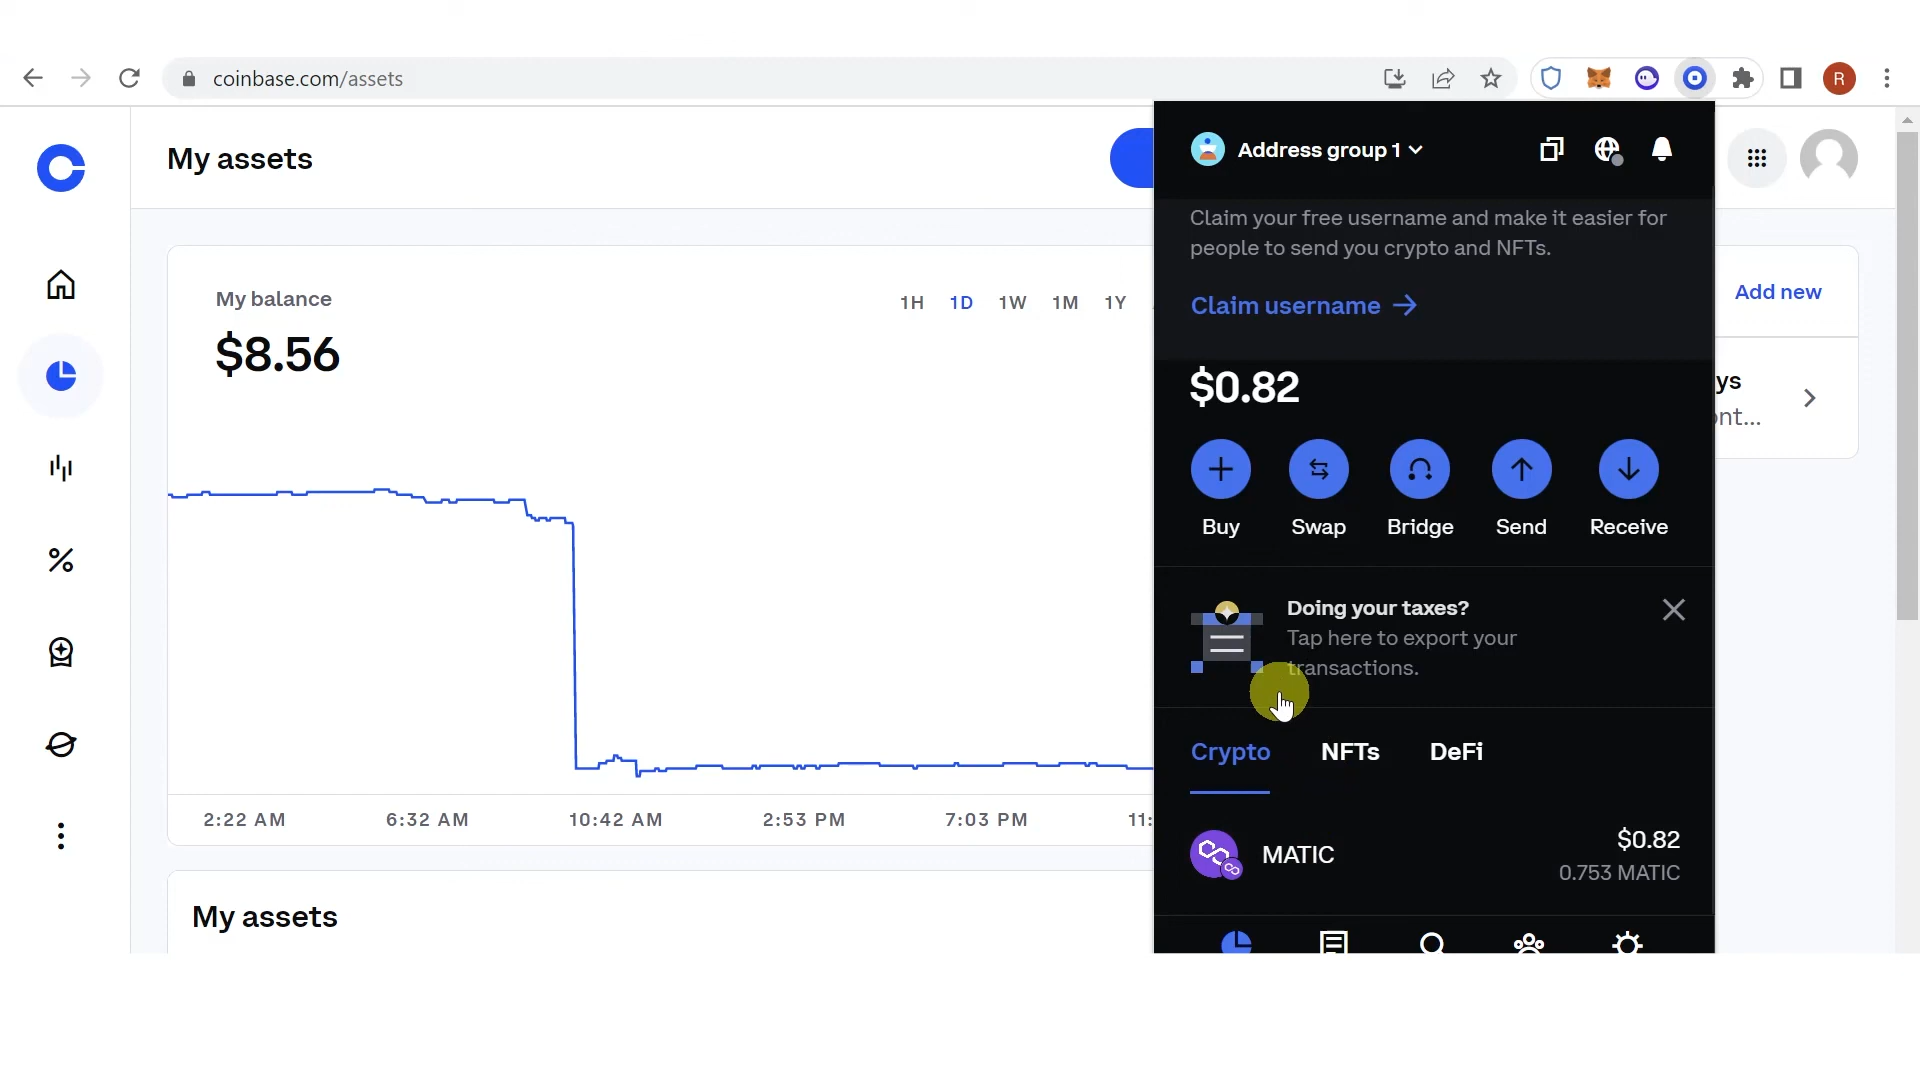 coinbase.com/assets
R
My assets
My balance
$8.56
1H 1D 1W 1M 1Y
2:22 AM 6:32 AM 10:42 AM 2:53 PM 7:03 PM 11:
My assets
Address group 1
Claim your free username and make it easier for
people to send you crypto and NFTs.
Claim username
$0.82
Buy Swap Bridge Send Receive
Doing your taxes?
Tap here to export your
transactions.
Crypto NFTs DeFi
MATIC
$0.82
0.753 MATIC
Add new